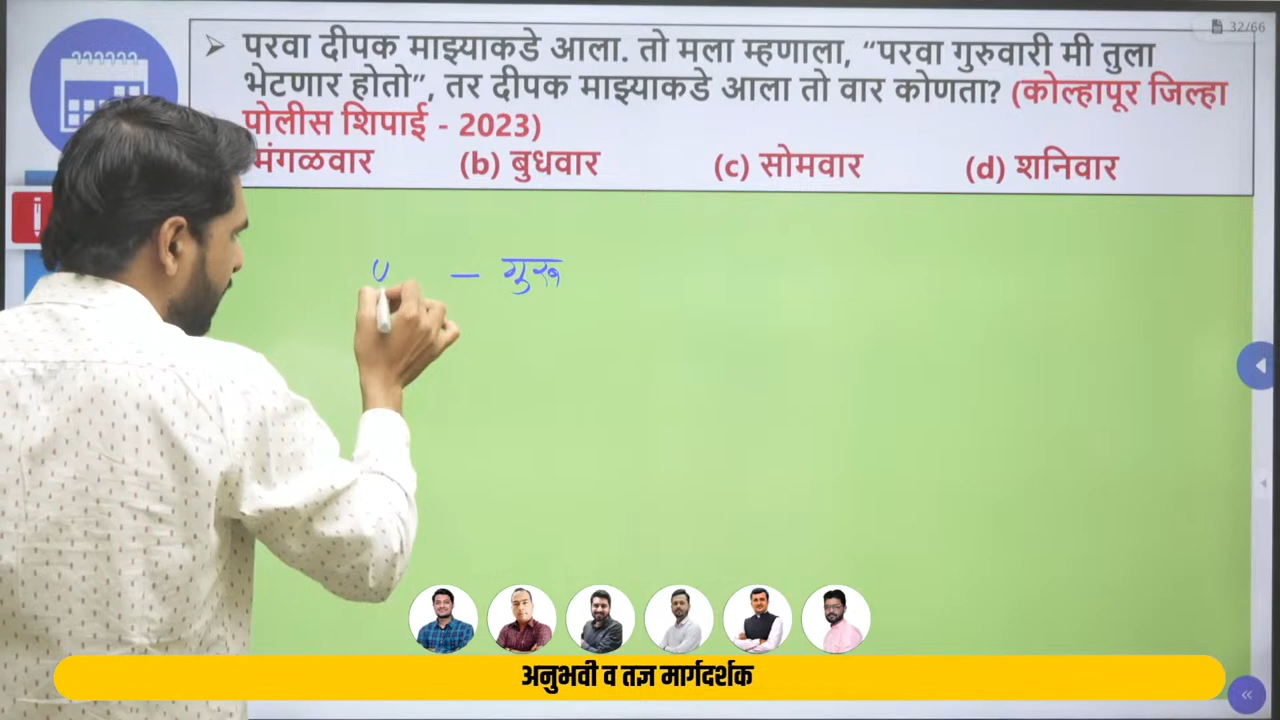 32/66
➤ परवा दीपक माझ्याकडे आला. तो मला म्हणाला, “परवा गुरुवारी मी तुला
भेटणार होतो”, तर दीपक माझ्याकडे आला तो वार कोणता? (कोल्हापूर जिल्हा
पोलीस शिपाई - 2023)
मंगळवार (b) बुधवार (c) सोमवार (d) शनिवार
— गुरु
अनुभवी व तज्ञ मार्गदर्शक